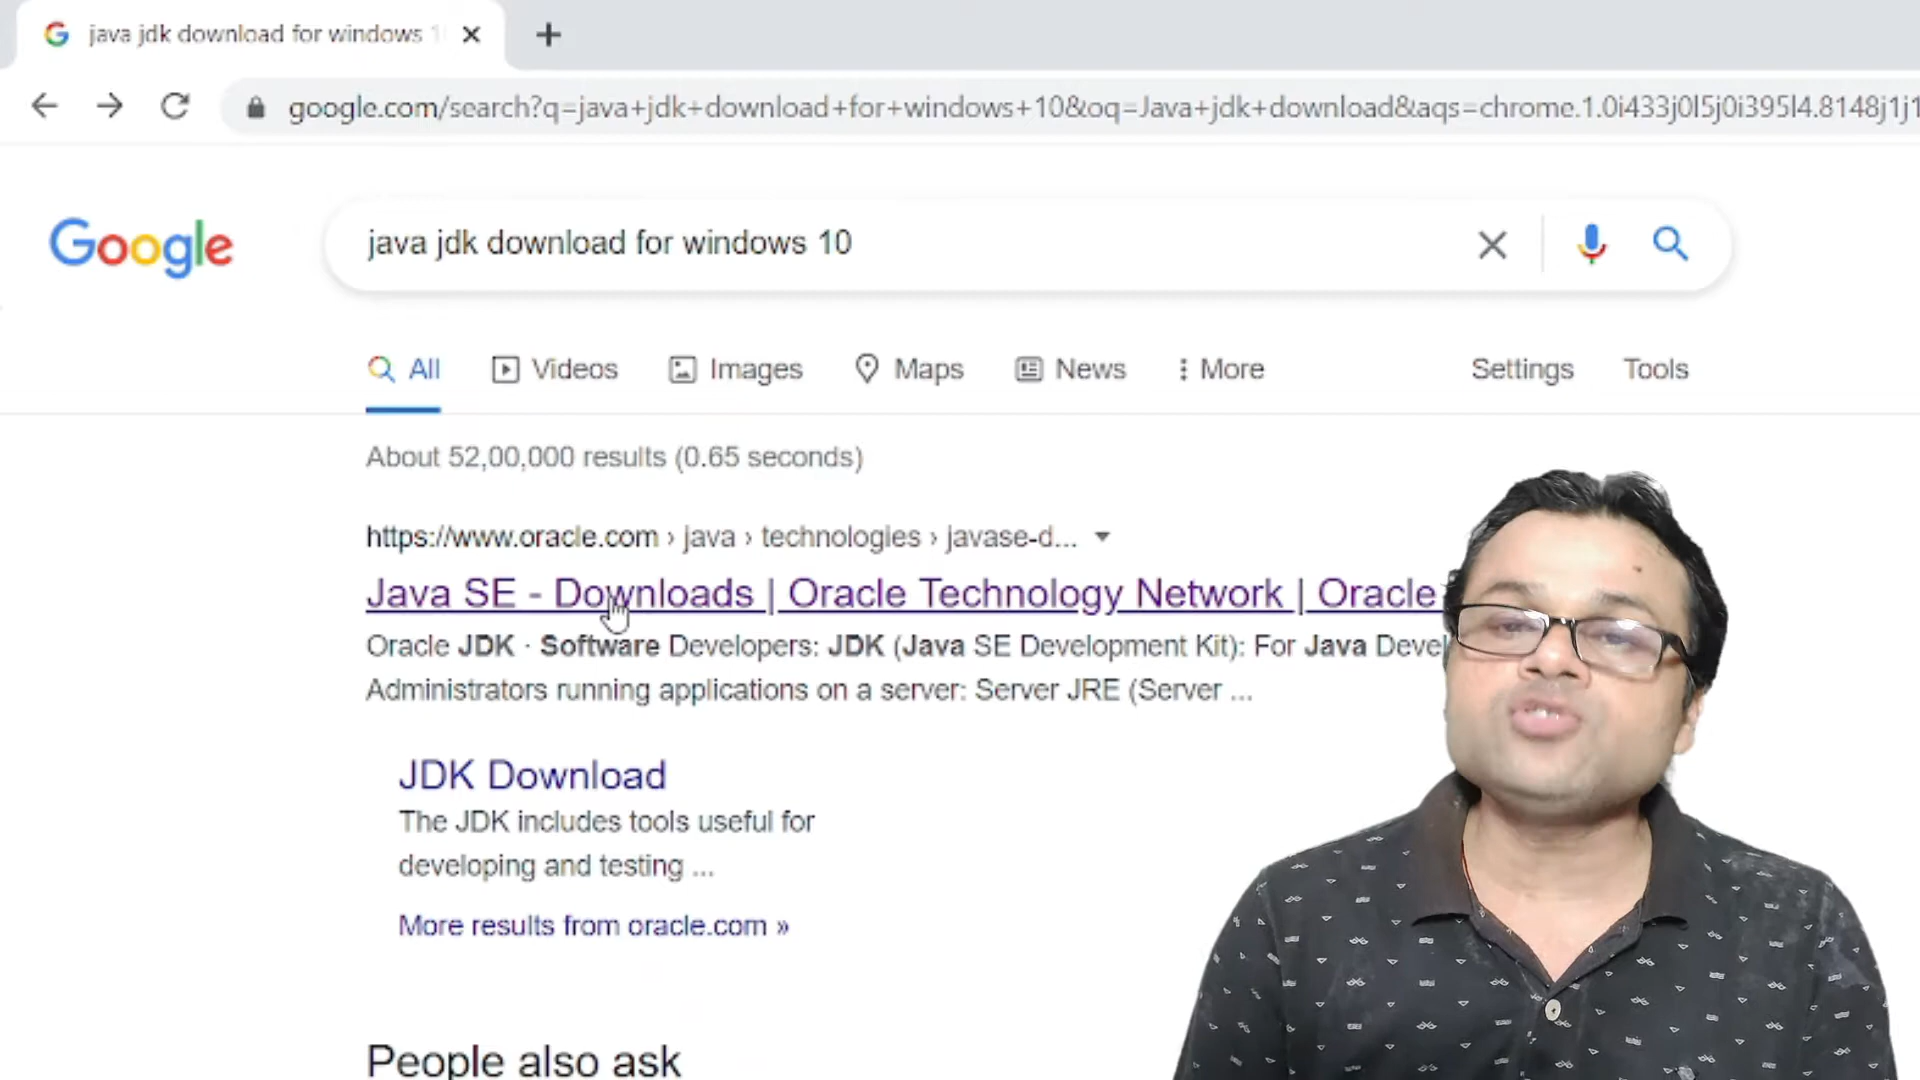 java jdk download for windows 1
google.com/search?q=java+jdk+download+for+windows+10&oq=Java+jdk+download&aqs=chrome.1.0i433j0l5j0i395l4.8148j1j1
Google
java jdk download for windows 10
All Videos Images Maps News More Settings Tools
About 52,00,000 results (0.65 seconds)
https://www.oracle.com › java › technologies › javase-d...
Java SE - Downloads | Oracle Technology Network | Oracle
Oracle JDK · Software Developers: JDK (Java SE Development Kit): For Java Devel
Administrators running applications on a server: Server JRE (Server ...
JDK Download
The JDK includes tools useful for
developing and testing ...
More results from oracle.com »
People also ask